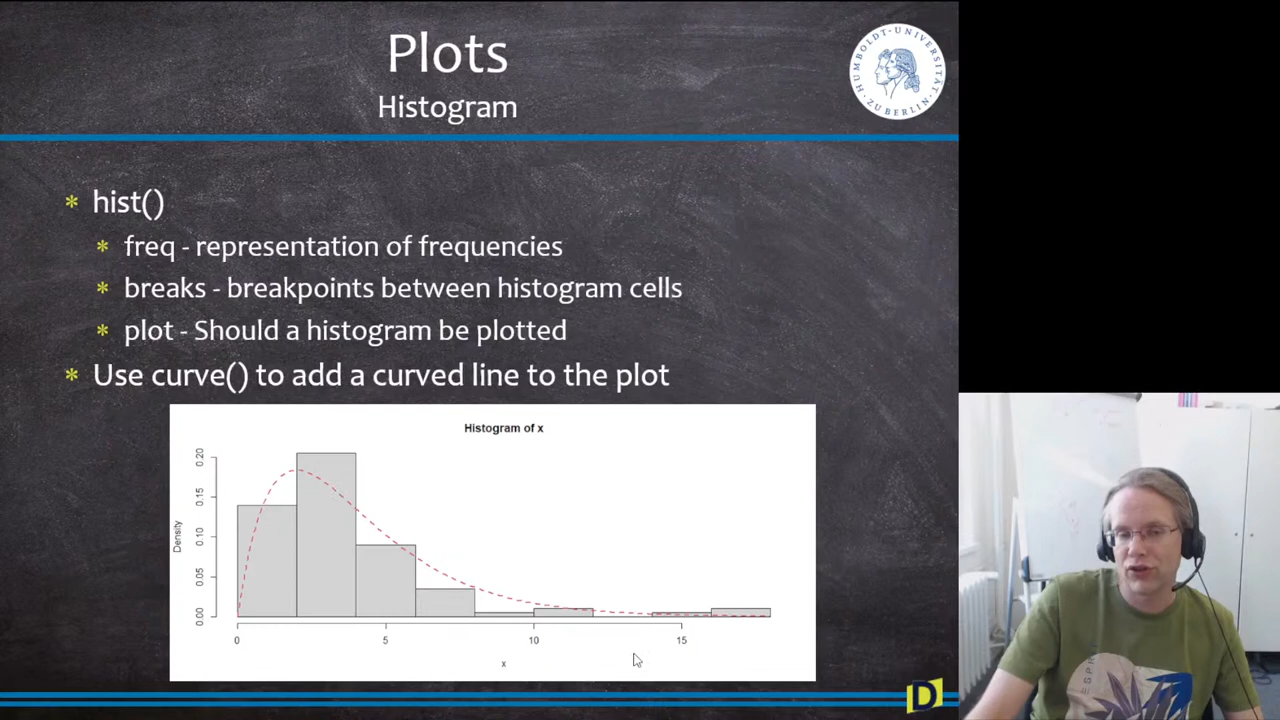 Plots
Histogram
HUMBOLDT-UNIVERSITÄT ZU BERLIN
* hist()
* freq - representation of frequencies
* breaks - breakpoints between histogram cells
* plot - Should a histogram be plotted
* Use curve() to add a curved line to the plot
Histogram of x
Density
0.20
0.15
0.10
0.05
0.00
0 5 10 15
x
D